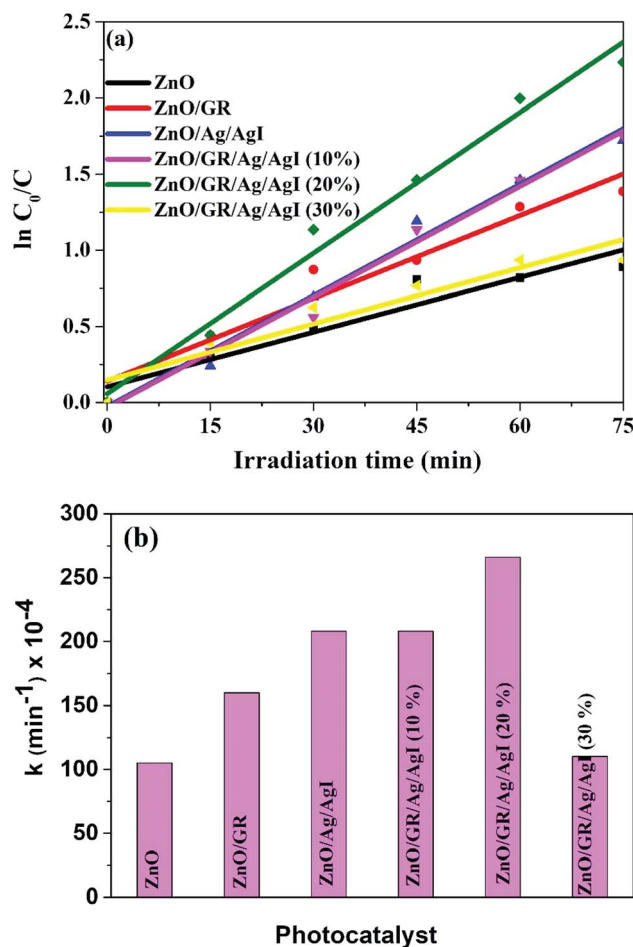 (a)
ln C0/C
2.5
2.0
1.5
1.0
0.5
0.0
ZnO
ZnO/GR
ZnO/Ag/AgI
ZnO/GR/Ag/AgI (10%)
ZnO/GR/Ag/AgI (20%)
ZnO/GR/Ag/AgI (30%)
0 15 30 45 60 75
Irradiation time (min)
(b)
k (min-1) x 10-4
300
250
200
150
100
50
0
ZnO
ZnO/GR
ZnO/Ag/AgI
ZnO/GR/Ag/AgI (10 %)
ZnO/GR/Ag/AgI (20 %)
ZnO/GR/Ag/AgI (30 %)
Photocatalyst